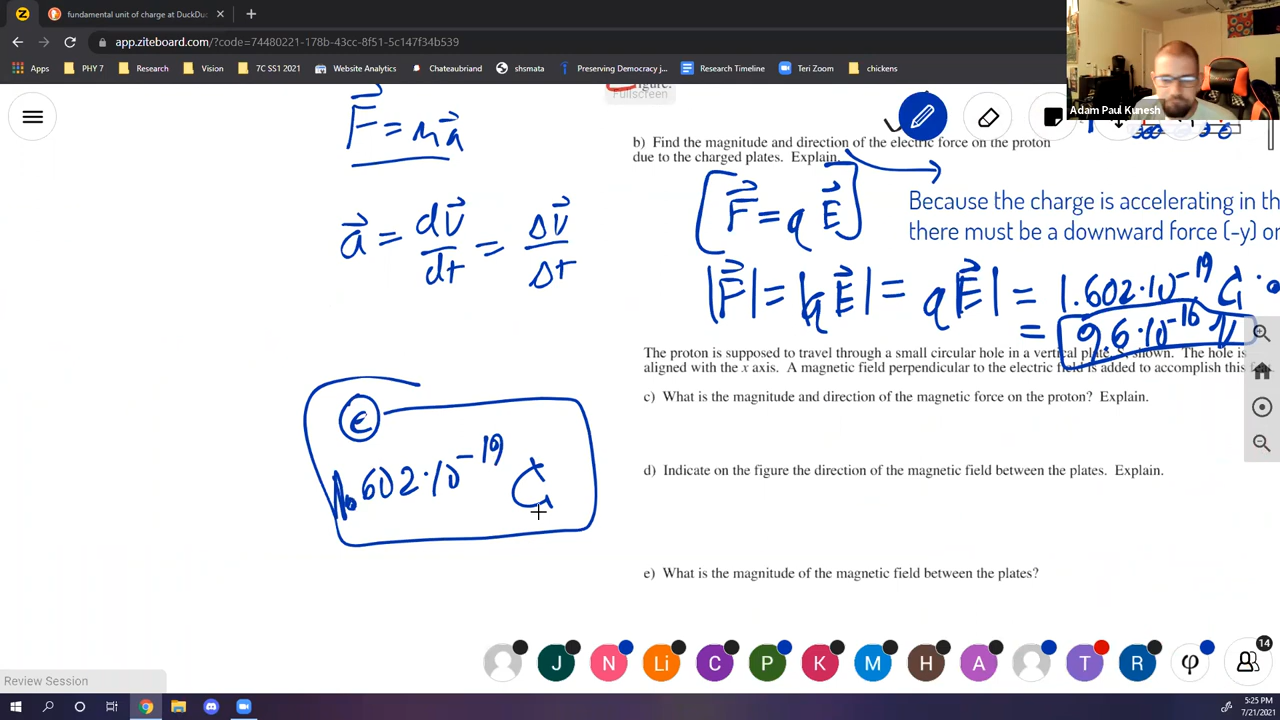 fundamental unit of charge at DuckDu
app.ziteboard.com/?code=74480221-178b-43cc-8f51-5c147f34b539
Apps PHY 7 Research Vision 7C SS1 2021 Website Analytics Chateaubriand shsmata Preserving Democracy j... Research Timeline Teri Zoom chickens
Adam Paul Kunesh
figure.
Fullscreen
F = ma
b) Find the magnitude and direction of the electric force on the proton
due to the charged plates. Explain.
F = qE
Because the charge is accelerating in th
there must be a downward force (-y) or
a = dv/dt = Δv/Δt
|F| = |qE| = q|E| = 1.602·10⁻¹⁹ C ·
= 9.6·10⁻¹⁶ N
The proton is supposed to travel through a small circular hole in a vertical plate, S, shown. The hole is
aligned with the x axis. A magnetic field perpendicular to the electric field is added to accomplish this feat.
c) What is the magnitude and direction of the magnetic force on the proton? Explain.
e
1.602·10⁻¹⁹ C
d) Indicate on the figure the direction of the magnetic field between the plates. Explain.
e) What is the magnitude of the magnetic field between the plates?
J N Li C P K M H A T R φ 14
Review Session
5:25 PM
7/21/2021